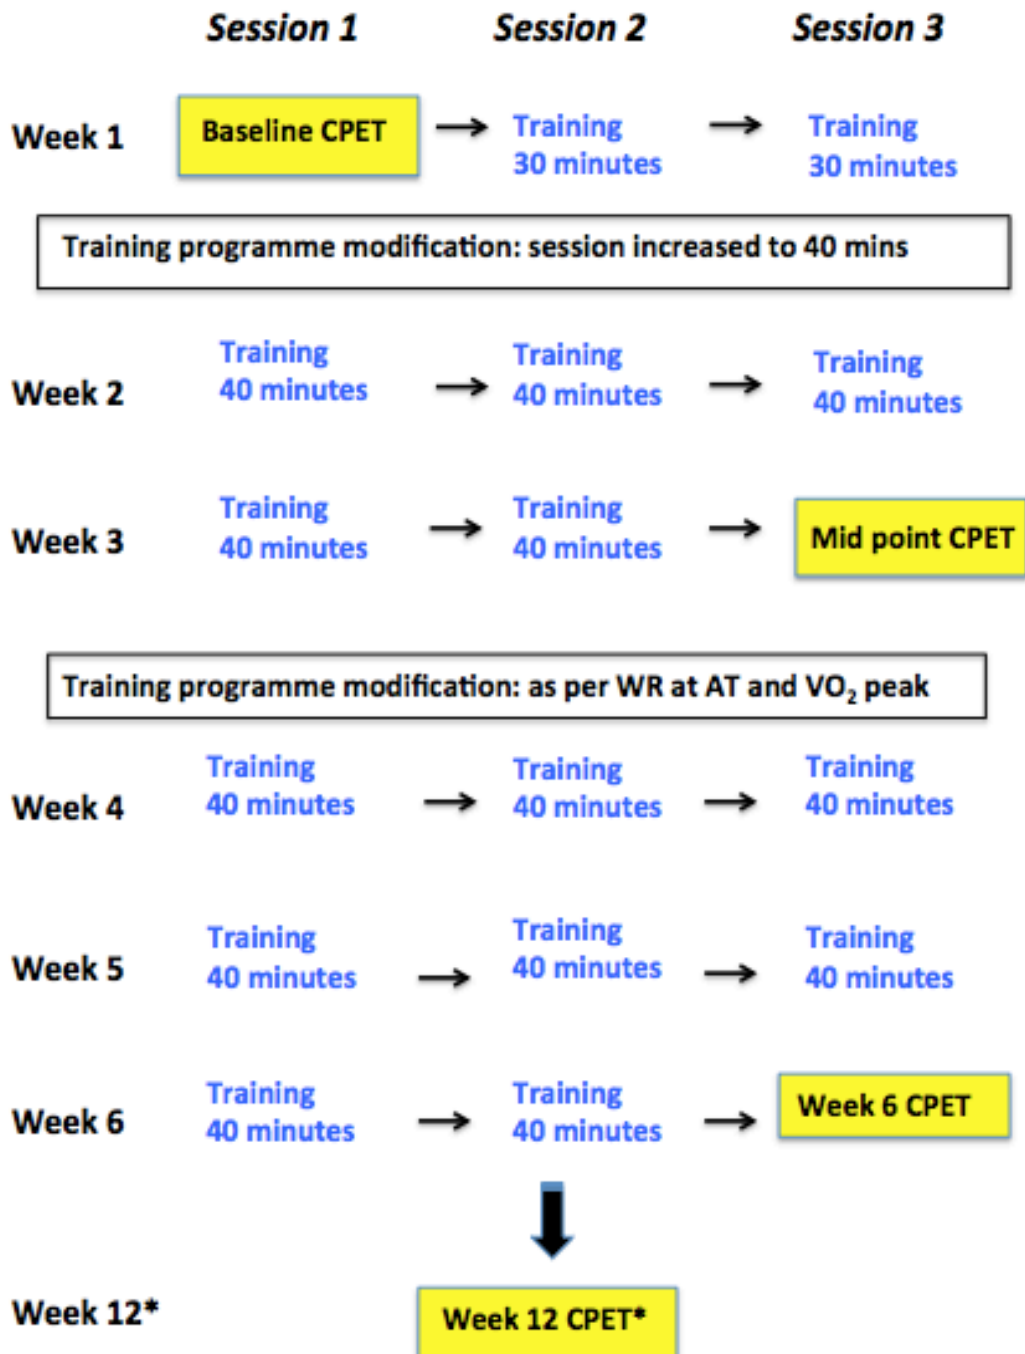 Session 1 Session 2 Session 3
Week 1
Baseline CPET
Training
30 minutes
Training
30 minutes
Training programme modification: session increased to 40 mins
Week 2
Training
40 minutes
Training
40 minutes
Training
40 minutes
Week 3
Training
40 minutes
Training
40 minutes
Mid point CPET
Training programme modification: as per WR at AT and VO₂ peak
Week 4
Training
40 minutes
Training
40 minutes
Training
40 minutes
Week 5
Training
40 minutes
Training
40 minutes
Training
40 minutes
Week 6
Training
40 minutes
Training
40 minutes
Week 6 CPET
Week 12*
Week 12 CPET*